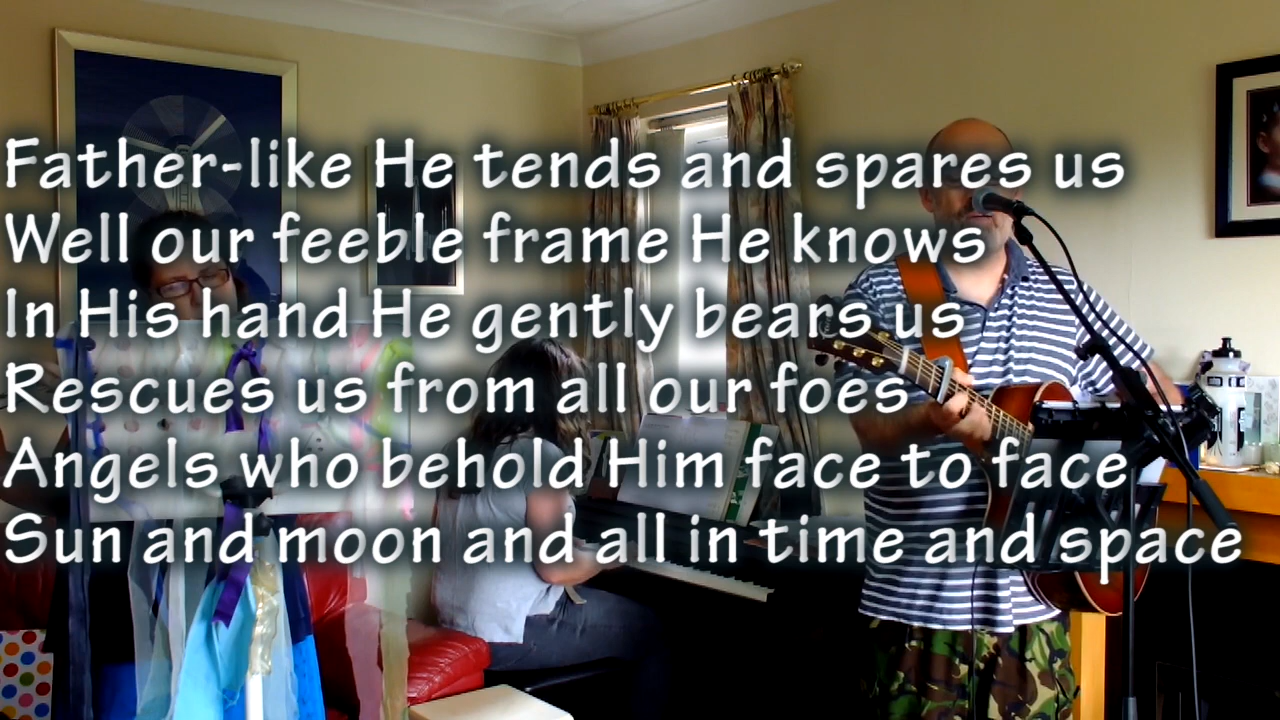 Father-like He tends and spares us
Well our feeble frame He knows
In His hand He gently bears us
Rescues us from all our foes
Angels who behold Him face to face
Sun and moon and all in time and space